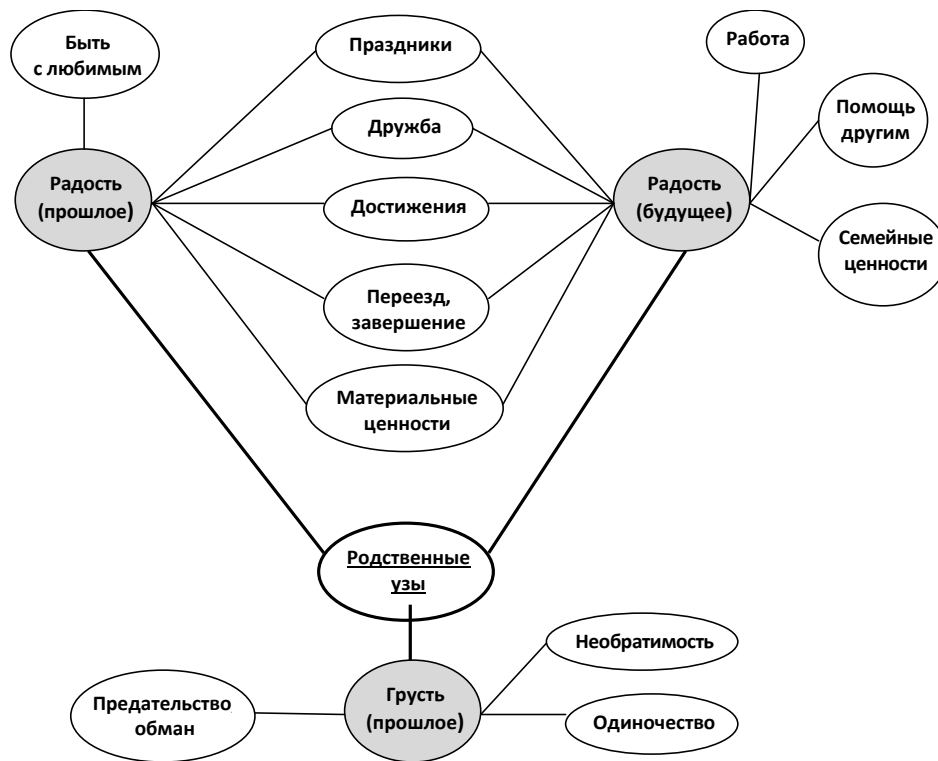 Быть
с любимым
Праздники
Работа
Дружба
Помощь
другим
Радость
(прошлое)
Достижения
Радость
(будущее)
Семейные
ценности
Переезд,
завершение
Материальные
ценности
Родственные
узы
Необратимость
Предательство
обман
Грусть
(прошлое)
Одиночество